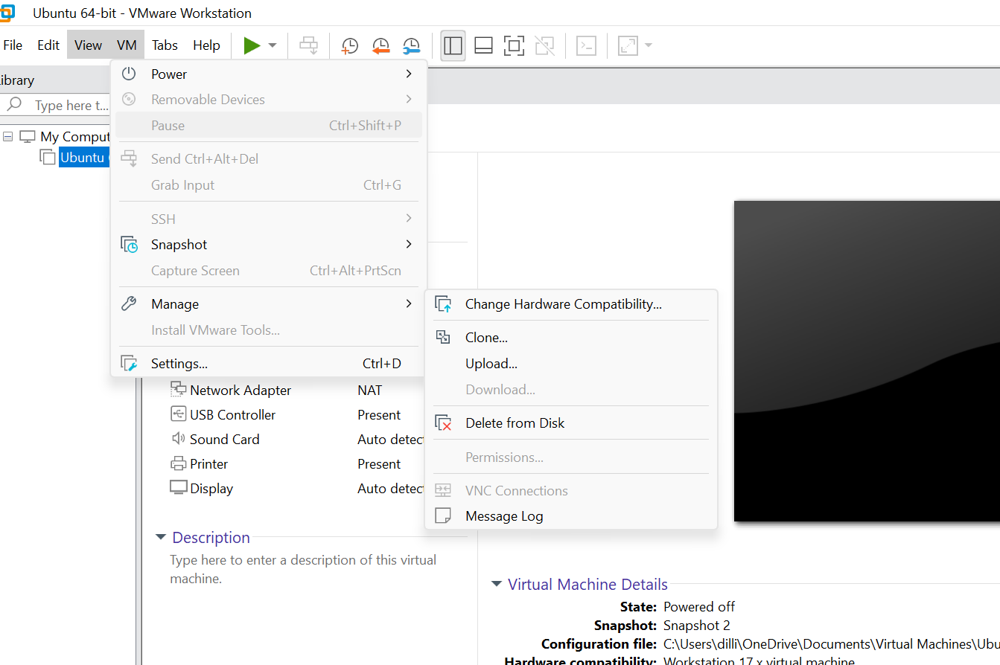 Ubuntu 64-bit - VMware Workstation
File Edit View VM Tabs Help
ibrary
Type here t...
My Comput
Ubuntu
Power
Removable Devices
Pause Ctrl+Shift+P
Send Ctrl+Alt+Del
Grab Input Ctrl+G
SSH
Snapshot
Capture Screen Ctrl+Alt+PrtScn
Manage
Install VMware Tools...
Settings... Ctrl+D
Change Hardware Compatibility...
Clone...
Upload...
Download...
Delete from Disk
Permissions...
VNC Connections
Message Log
Network Adapter NAT
USB Controller Present
Sound Card Auto detect
Printer Present
Display Auto detect
Description
Type here to enter a description of this virtual
machine.
Virtual Machine Details
State: Powered off
Snapshot: Snapshot 2
Configuration file: C:\Users\dilli\OneDrive\Documents\Virtual Machines\Ubu
Hardware compatibility: Workstation 17.x virtual machine